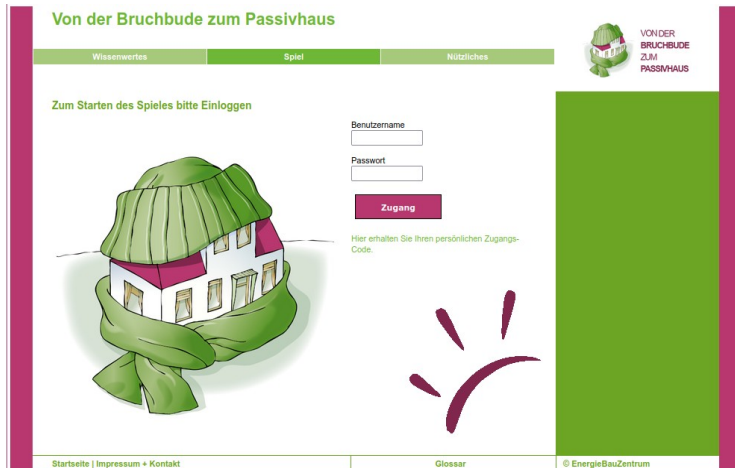 Von der Bruchbude zum Passivhaus
VON DER
BRUCHBUDE
ZUM
PASSIVHAUS
Wissenwertes
Spiel
Nützliches
Zum Starten des Spieles bitte Einloggen
Benutzername
Passwort
Zugang
Hier erhalten Sie Ihren persönlichen Zugangs-
Code.
Startseite | Impressum + Kontakt
Glossar
© EnergieBauZentrum